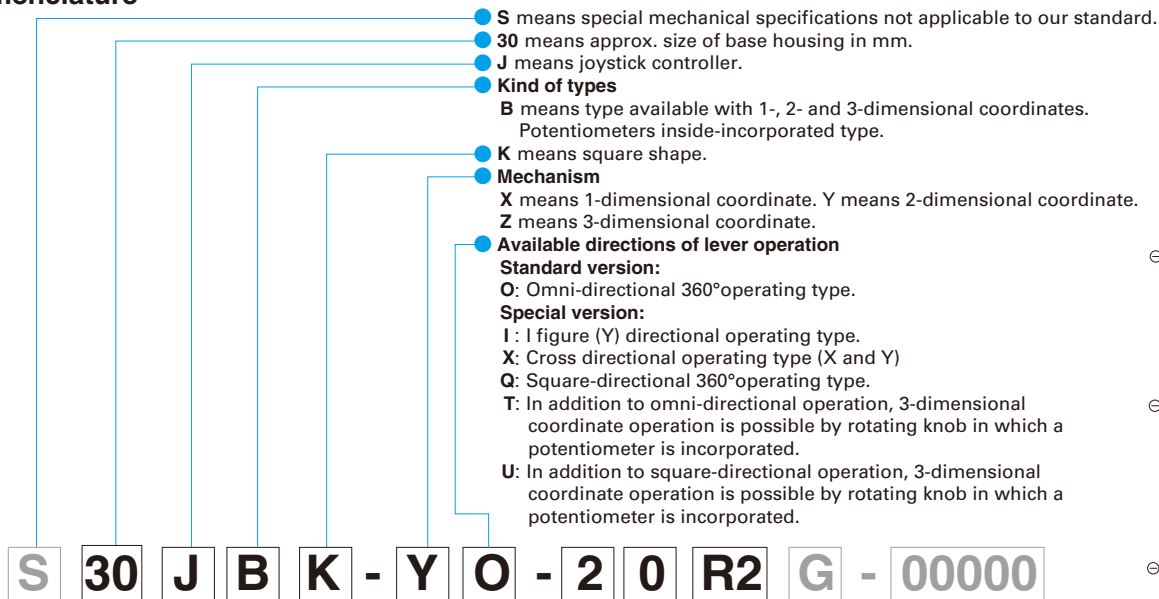 S means special mechanical specifications not applicable to our standard.
30 means approx. size of base housing in mm.
J means joystick controller.
Kind of types
B means type available with 1-, 2- and 3-dimensional coordinates.
Potentiometers inside-incorporated type.
K means square shape.
Mechanism
X means 1-dimensional coordinate. Y means 2-dimensional coordinate.
Z means 3-dimensional coordinate.
Available directions of lever operation
Standard version:
O: Omni-directional 360°operating type.
Special version:
I : I figure (Y) directional operating type.
X: Cross directional operating type (X and Y)
Q: Square-directional 360°operating type.
T: In addition to omni-directional operation, 3-dimensional
coordinate operation is possible by rotating knob in which a
potentiometer is incorporated.
U: In addition to square-directional operation, 3-dimensional
coordinate operation is possible by rotating knob in which a
potentiometer is incorporated.
S 30 J B K - Y O - 2 0 R2 G - 00000